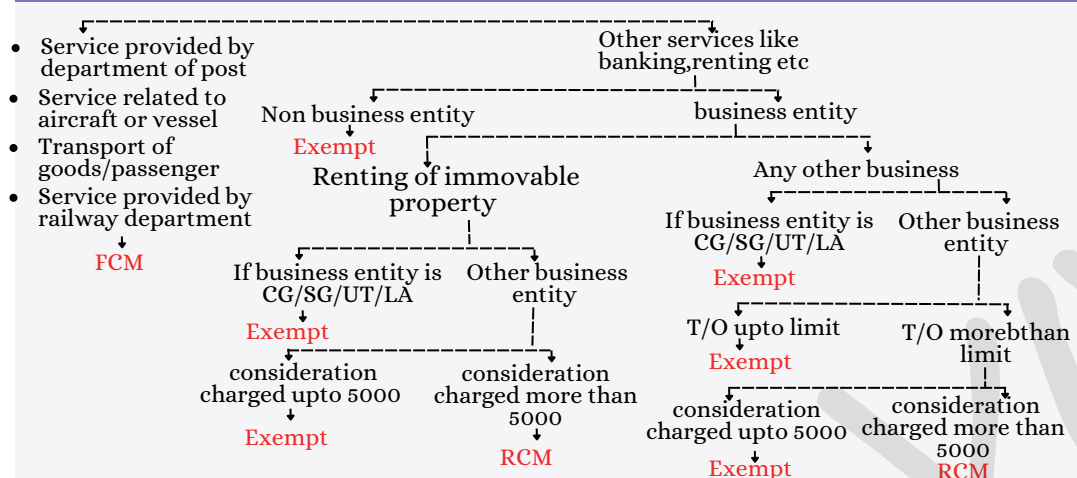 • Service provided by
department of post
• Service related to
aircraft or vessel
• Transport of
goods/passenger
• Service provided by
railway department
FCM
Other services like
banking,renting etc
Non business entity
Exempt
business entity
Renting of immovable
property
If business entity is
CG/SG/UT/LA
Exempt
Other business
entity
consideration
charged upto 5000
Exempt
consideration
charged more than
5000
RCM
Any other business
If business entity is
CG/SG/UT/LA
Exempt
Other business
entity
T/O upto limit
Exempt
T/O morebthan
limit
consideration
charged upto 5000
Exempt
consideration
charged more than
5000
RCM